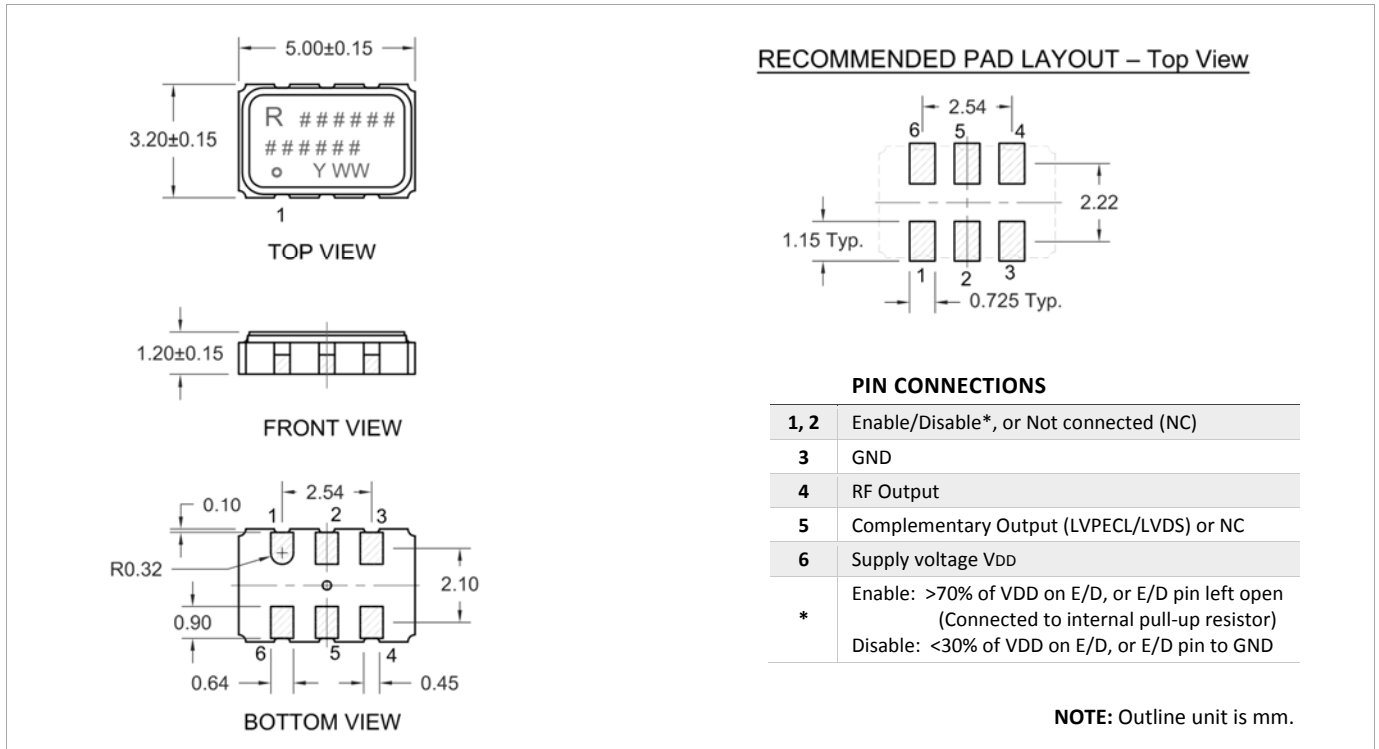 5.00±0.15
3.20±0.15
R ######
######
Y WW
1
TOP VIEW
1.20±0.15
FRONT VIEW
0.10
2.54
1 2 3
R0.32
2.10
0.90
6 5 4
0.64
0.45
BOTTOM VIEW
RECOMMENDED PAD LAYOUT – Top View
2.54
6 5 4
2.22
1.15 Typ.
1 2 3
0.725 Typ.
PIN CONNECTIONS
1, 2 Enable/Disable*, or Not connected (NC)
3 GND
4 RF Output
5 Complementary Output (LVPECL/LVDS) or NC
6 Supply voltage VDD
* Enable: >70% of VDD on E/D, or E/D pin left open
(Connected to internal pull-up resistor)
Disable: <30% of VDD on E/D, or E/D pin to GND
NOTE: Outline unit is mm.